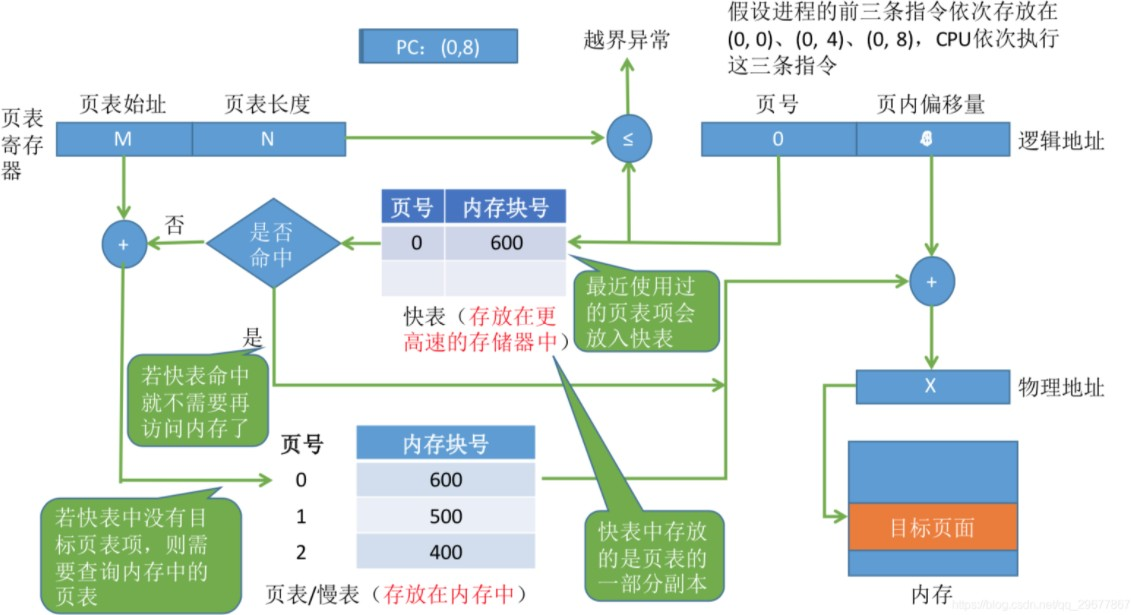 假设进程的前三条指令依次存放在
(0, 0)、(0, 4)、(0, 8)，CPU依次执行
这三条指令
PC：(0,8)
越界异常
页表始址
页表长度
页号
页内偏移量
页表
寄存
器
M
N
≤
0
逻辑地址
页号
内存块号
0
600
是否
命中
否
+
+
最近使用过
的页表项会
放入快表
快表（存放在更
高速的存储器中）
是
若快表命中
就不需要再
访问内存了
X
物理地址
页号
内存块号
0
600
1
500
2
400
页表/慢表（存放在内存中）
若快表中没有目
标页表项，则需
要查询内存中的
页表
快表中存放
的是页表的
一部分副本
目标页面
内存
https://blog.csdn.net/qq_29677867